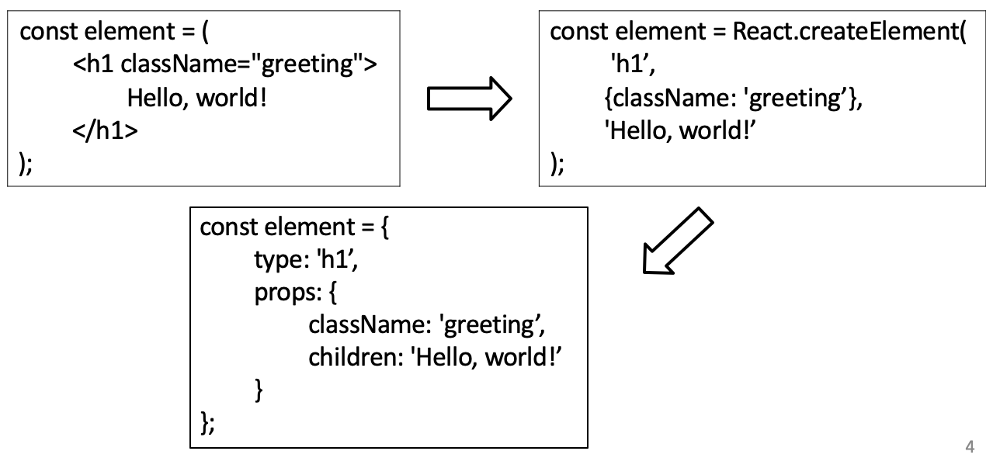 const element = (
<h1 className="greeting">
Hello, world!
</h1>
);
const element = React.createElement(
'h1’,
{className: 'greeting’},
'Hello, world!’
);
const element = {
type: 'h1’,
props: {
className: 'greeting’,
children: 'Hello, world!’
}
};
4